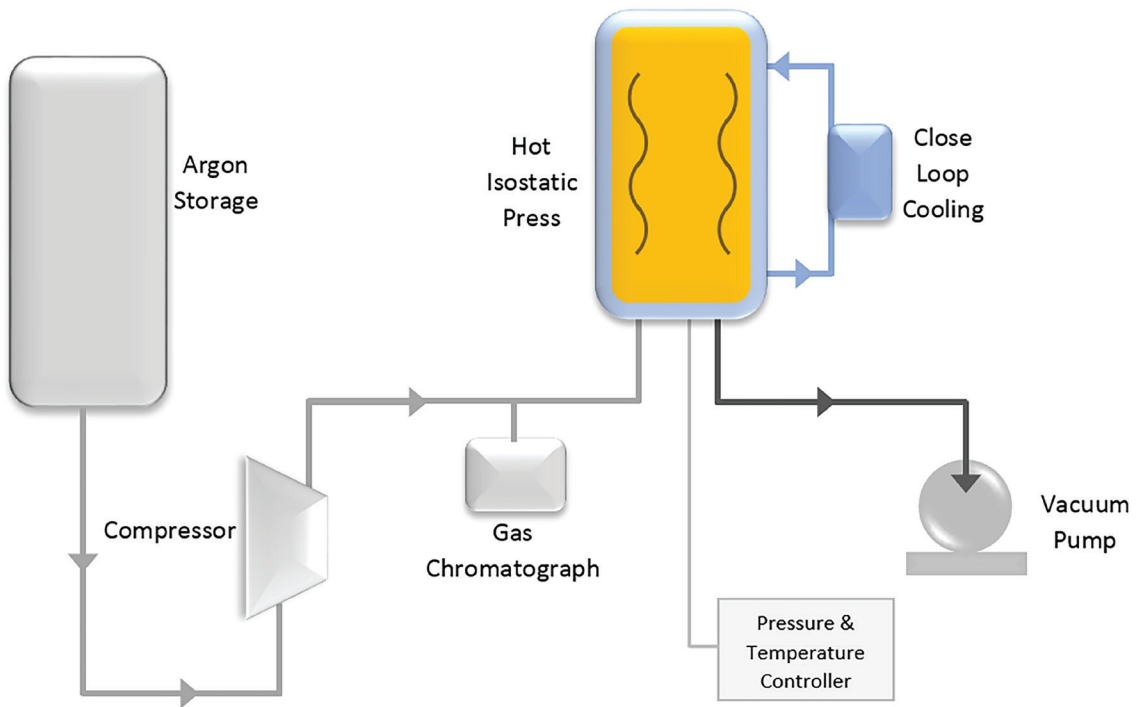 Argon
Storage
Hot
Isostatic
Press
Close
Loop
Cooling
Compressor
Gas
Chromatograph
Vacuum
Pump
Pressure &
Temperature
Controller